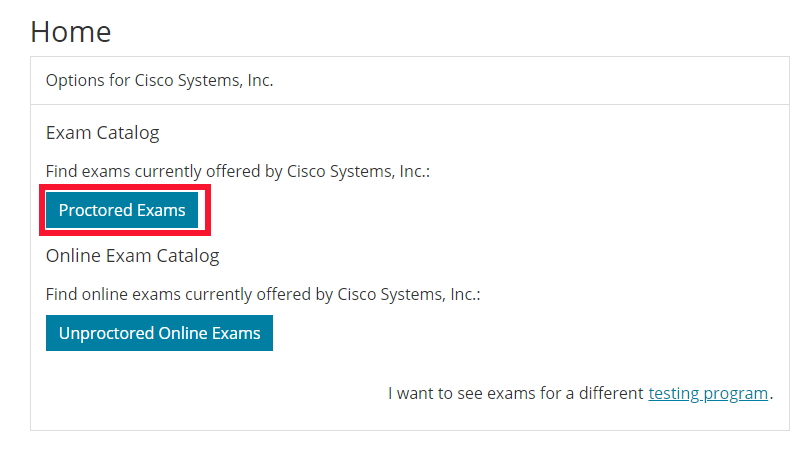 Home
Options for Cisco Systems, Inc.
Exam Catalog
Find exams currently offered by Cisco Systems, Inc.:
Proctored Exams
Online Exam Catalog
Find online exams currently offered by Cisco Systems, Inc.:
Unproctored Online Exams
I want to see exams for a different testing program.